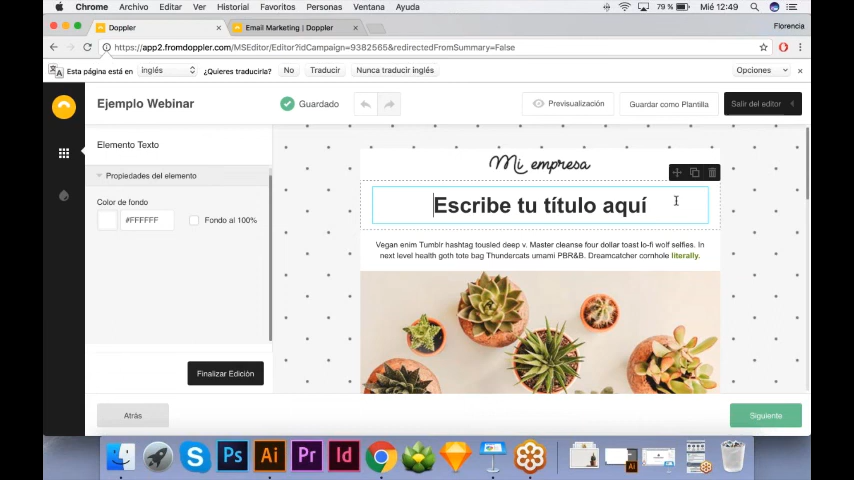 Chrome Archivo Editar Ver Historial Favoritos Personas Ventana Ayuda 79 % Mié 12:49
Doppler Email Marketing | Doppler Florencia
https://app2.fromdoppler.com/MSEditor/Editor?idCampaign=9382565&redirectedFromSummary=False
Esta página está en inglés ¿Quieres traducirla? No Traducir Nunca traducir inglés Opciones
Ejemplo Webinar Guardado Previsualización Guardar como Plantilla Salir del editor
Elemento Texto
Mi empresa
Propiedades del elemento
Color de fondo
#FFFFFF Fondo al 100%
Escribe tu título aquí
Vegan enim Tumblr hashtag tousled deep v. Master cleanse four dollar toast lo-fi wolf selfies. In
next level health goth tote bag Thundercats umami PBR&B. Dreamcatcher cornhole literally.
Finalizar Edición
Atrás Siguiente
S Ps Ai Pr Id